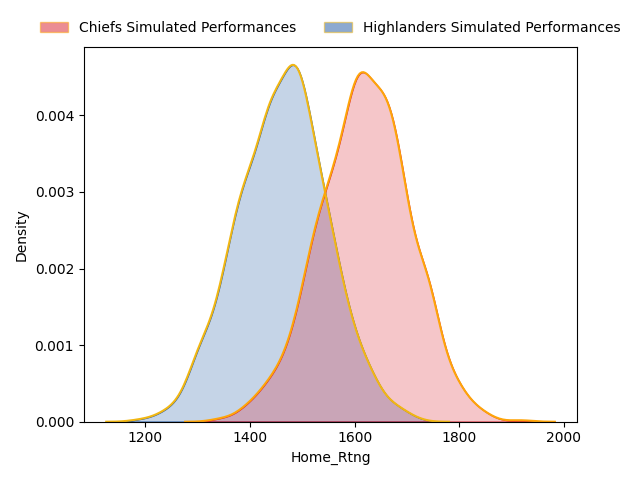 Chiefs Simulated Performances
Highlanders Simulated Performances
Density
0.004
0.003
0.002
0.001
0.000
1200
1400
1600
1800
2000
Home_Rtng